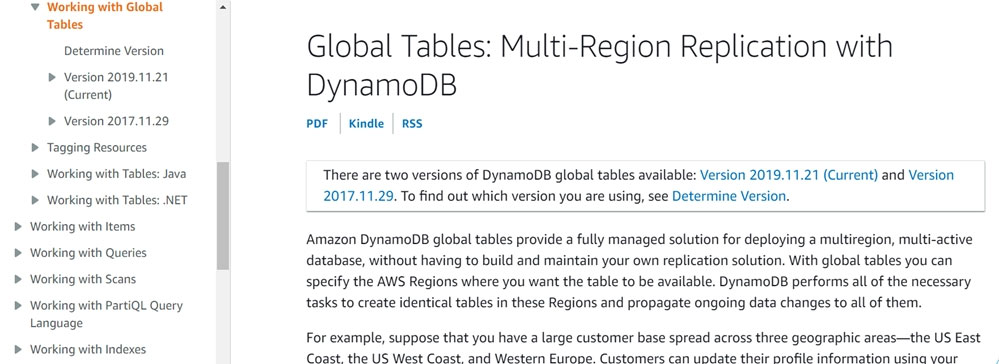 Working with Global
Tables
Determine Version
Version 2019.11.21
(Current)
Version 2017.11.29
Tagging Resources
Working with Tables: Java
Working with Tables: .NET
Working with Items
Working with Queries
Working with Scans
Working with PartiQL Query
Language
Working with Indexes
Global Tables: Multi-Region Replication with
DynamoDB
PDF Kindle RSS
There are two versions of DynamoDB global tables available: Version 2019.11.21 (Current) and Version
2017.11.29. To find out which version you are using, see Determine Version.
Amazon DynamoDB global tables provide a fully managed solution for deploying a multiregion, multi-active
database, without having to build and maintain your own replication solution. With global tables you can
specify the AWS Regions where you want the table to be available. DynamoDB performs all of the necessary
tasks to create identical tables in these Regions and propagate ongoing data changes to all of them.
For example, suppose that you have a large customer base spread across three geographic areas—the US East
Coast, the US West Coast, and Western Europe. Customers can update their profile information using your